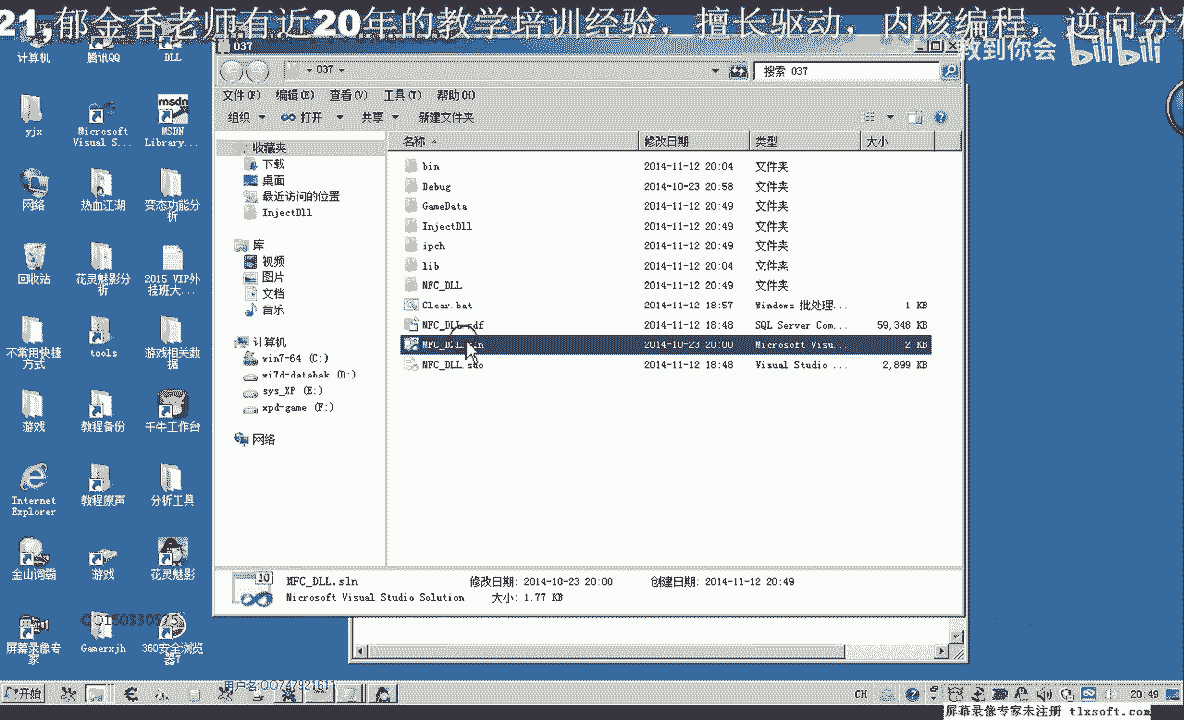 21,郁金香老师有近20年的教学培训经验，擅长驱动，内核编程，逆向分析
教到你会 bilibili
037
037
搜索 037
文件(F) 编辑(E) 查看(V) 工具(T) 帮助(H)
组织 打开 共享 新建文件夹
名称 修改日期 类型 大小
收藏夹
下载
桌面
最近访问的位置
InjectDll
库
视频
图片
文档
音乐
计算机
win7-64 (C:)
wi7d-databak (D:)
sys_XP (E:)
xpd-game (F:)
网络
bin 2014-11-12 20:04 文件夹
Debug 2014-10-23 20:58 文件夹
GameData 2014-11-12 20:49 文件夹
InjectDll 2014-11-12 20:49 文件夹
ipch 2014-11-12 20:49 文件夹
lib 2014-11-12 20:04 文件夹
MFC_DLL 2014-11-12 20:49 文件夹
Clear.bat 2014-11-12 18:57 Windows 批处理... 1 KB
MFC_DLL.sdf 2014-11-12 18:48 SQL Server Com... 59,348 KB
MFC_DLL.sln 2014-10-23 20:00 Microsoft Visu... 2 KB
MFC_DLL.suo 2014-11-12 18:48 Visual Studio ... 2,899 KB
MFC_DLL.sln 修改日期: 2014-10-23 20:00 创建日期: 2014-11-12 20:49
Microsoft Visual Studio Solution 大小: 1.77 KB
计算机 腾讯QQ DLL
yjx Microsoft Visual S... MSDN Library...
网络 热血江湖 变态功能分析
回收站 花灵魅影分析 2015 VIP外挂班大...
不常用快捷方式 tools 游戏相关数据
游戏 教程备份 千牛工作台
Internet Explorer 教程原声 分析工具
金山词霸 游戏 花灵魅影
屏幕录像专家 Gamerxjh 360安全浏览器7
开始
CH 20:49
屏幕录像专家未注册 tlxsoft.com